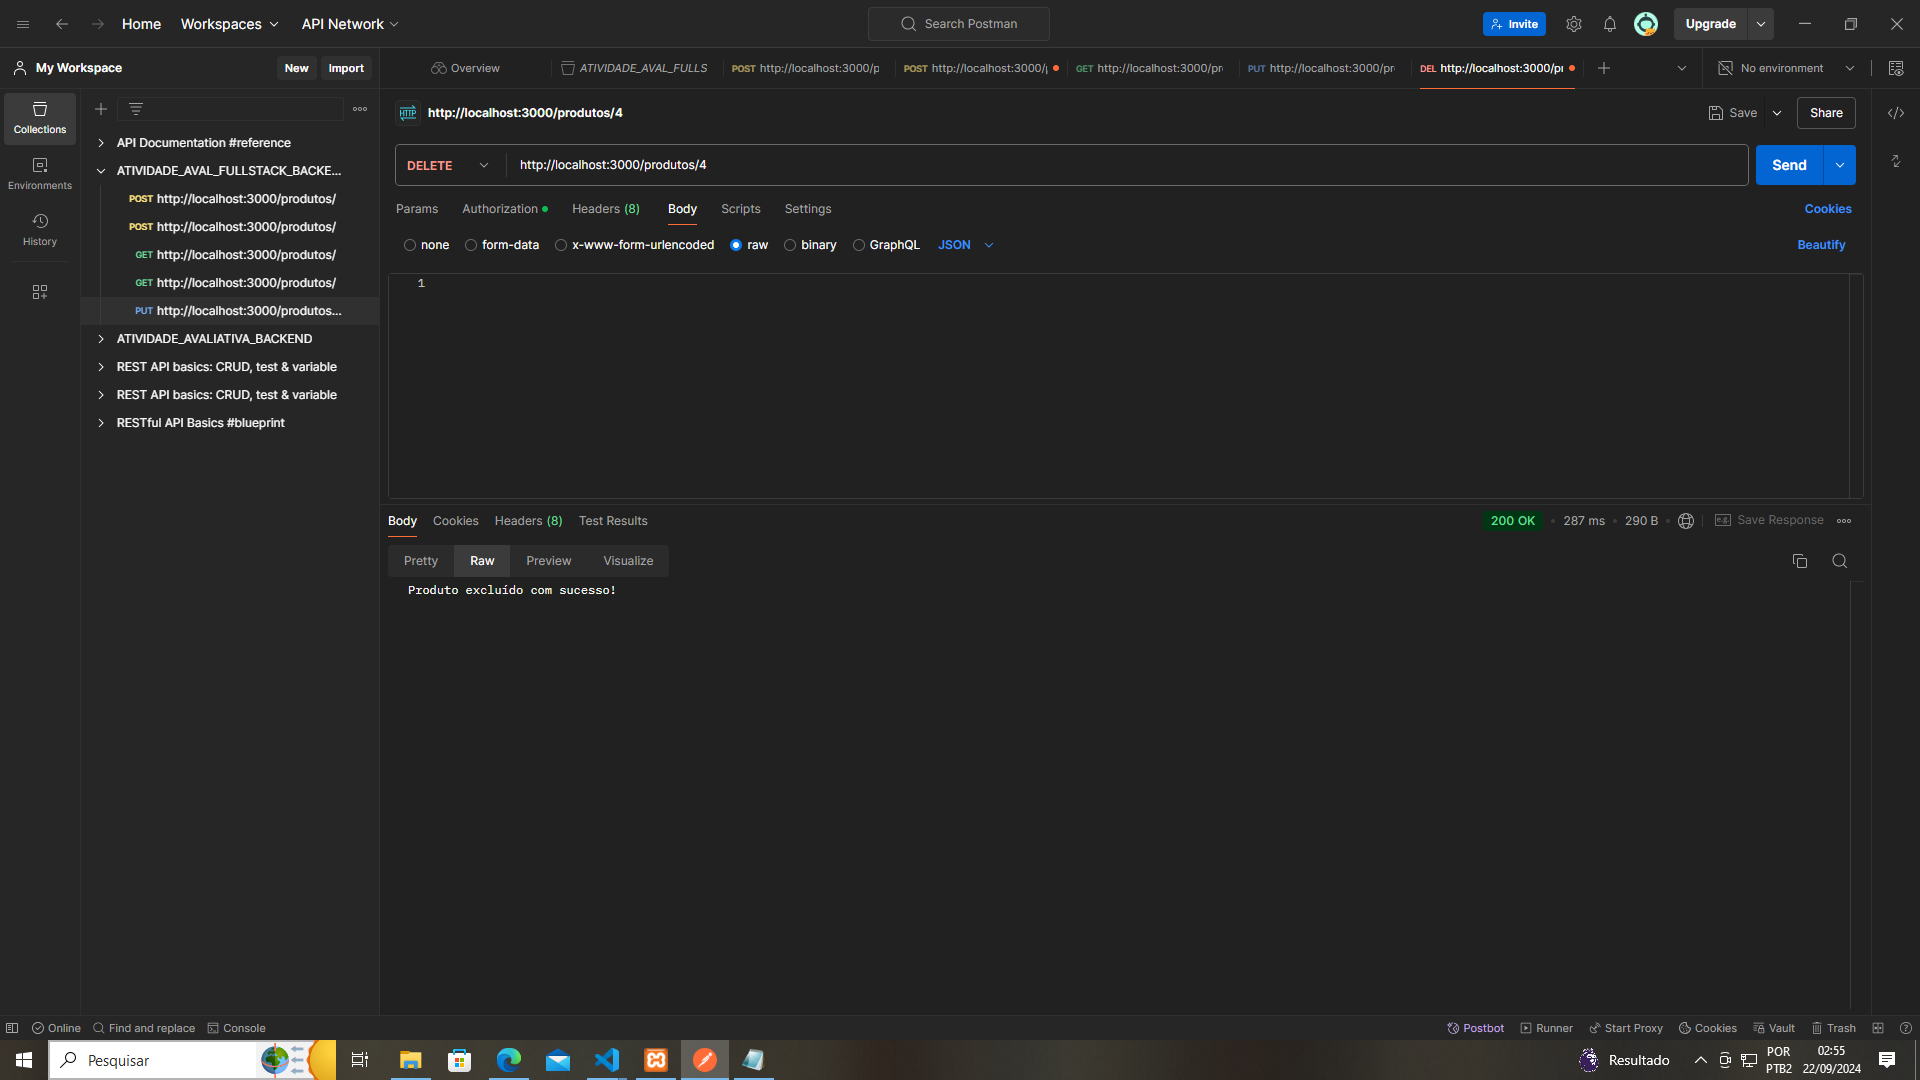 Home Workspaces API Network Search Postman Invite Upgrade
My Workspace New Import Overview ATIVIDADE_AVAL_FULLS POST http://localhost:3000/p POST http://localhost:3000/ GET http://localhost:3000/pr PUT http://localhost:3000/pr DEL http://localhost:3000/p No environment
Collections
Environments
History
API Documentation #reference
ATIVIDADE_AVAL_FULLSTACK_BACKE...
POST http://localhost:3000/produtos/
POST http://localhost:3000/produtos/
GET http://localhost:3000/produtos/
GET http://localhost:3000/produtos/
PUT http://localhost:3000/produtos...
ATIVIDADE_AVALIATIVA_BACKEND
REST API basics: CRUD, test & variable
REST API basics: CRUD, test & variable
RESTful API Basics #blueprint
HTTP http://localhost:3000/produtos/4 Save Share
DELETE http://localhost:3000/produtos/4 Send
Params Authorization Headers (8) Body Scripts Settings Cookies
none form-data x-www-form-urlencoded raw binary GraphQL JSON Beautify
1
Body Cookies Headers (8) Test Results 200 OK 287 ms 290 B e.g. Save Response
Pretty Raw Preview Visualize
Produto excluído com sucesso!
Online Find and replace Console Postbot Runner Start Proxy Cookies Vault Trash
Pesquisar Resultado POR PTB2 02:55 22/09/2024